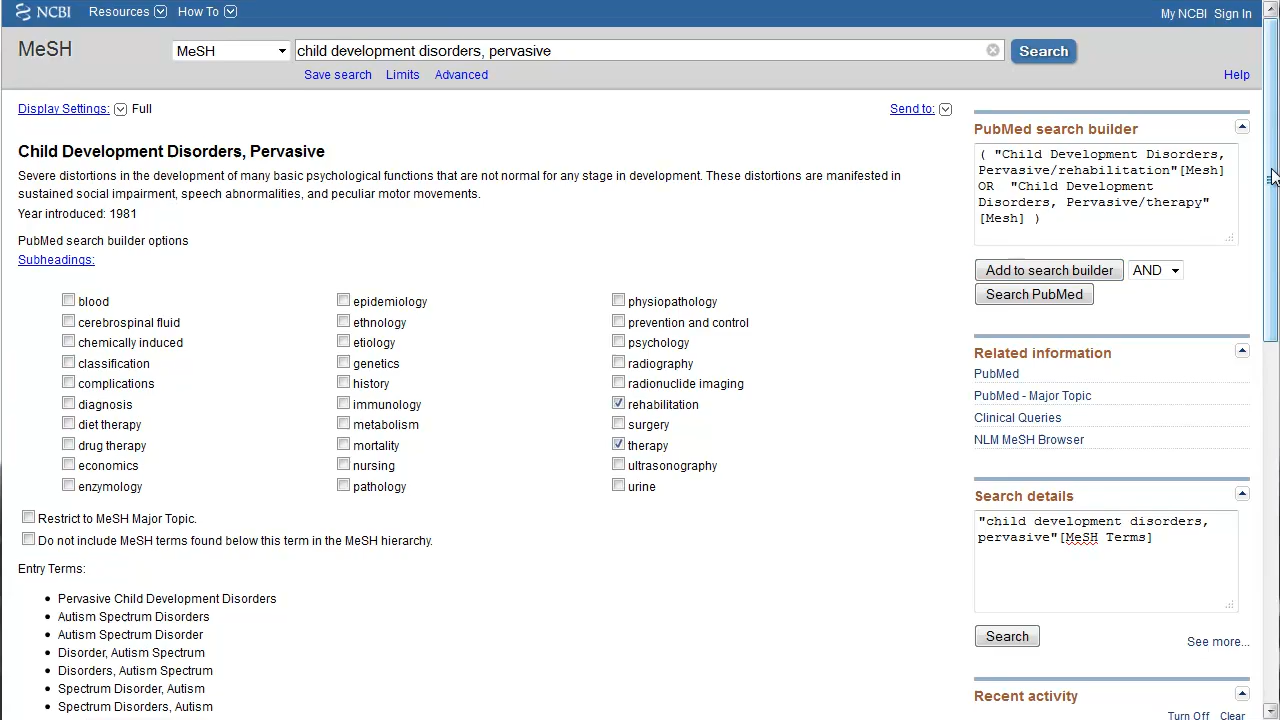 NCBI Resources How To My NCBI Sign In
MeSH MeSH child development disorders, pervasive Search
Save search Limits Advanced Help
Display Settings: Full Send to:
Child Development Disorders, Pervasive
Severe distortions in the development of many basic psychological functions that are not normal for any stage in development. These distortions are manifested in
sustained social impairment, speech abnormalities, and peculiar motor movements.
Year introduced: 1981
PubMed search builder options
Subheadings:
blood
cerebrospinal fluid
chemically induced
classification
complications
diagnosis
diet therapy
drug therapy
economics
enzymology
epidemiology
ethnology
etiology
genetics
history
immunology
metabolism
mortality
nursing
pathology
physiopathology
prevention and control
psychology
radiography
radionuclide imaging
rehabilitation
surgery
therapy
ultrasonography
urine
Restrict to MeSH Major Topic.
Do not include MeSH terms found below this term in the MeSH hierarchy.
Entry Terms:
Pervasive Child Development Disorders
Autism Spectrum Disorders
Autism Spectrum Disorder
Disorder, Autism Spectrum
Disorders, Autism Spectrum
Spectrum Disorder, Autism
Spectrum Disorders, Autism
PubMed search builder
( "Child Development Disorders,
Pervasive/rehabilitation"[Mesh]
OR "Child Development
Disorders, Pervasive/therapy"
[Mesh] )
Add to search builder AND
Search PubMed
Related information
PubMed
PubMed - Major Topic
Clinical Queries
NLM MeSH Browser
Search details
"child development disorders,
pervasive"[MeSH Terms]
Search
See more...
Recent activity
Turn Off Clear